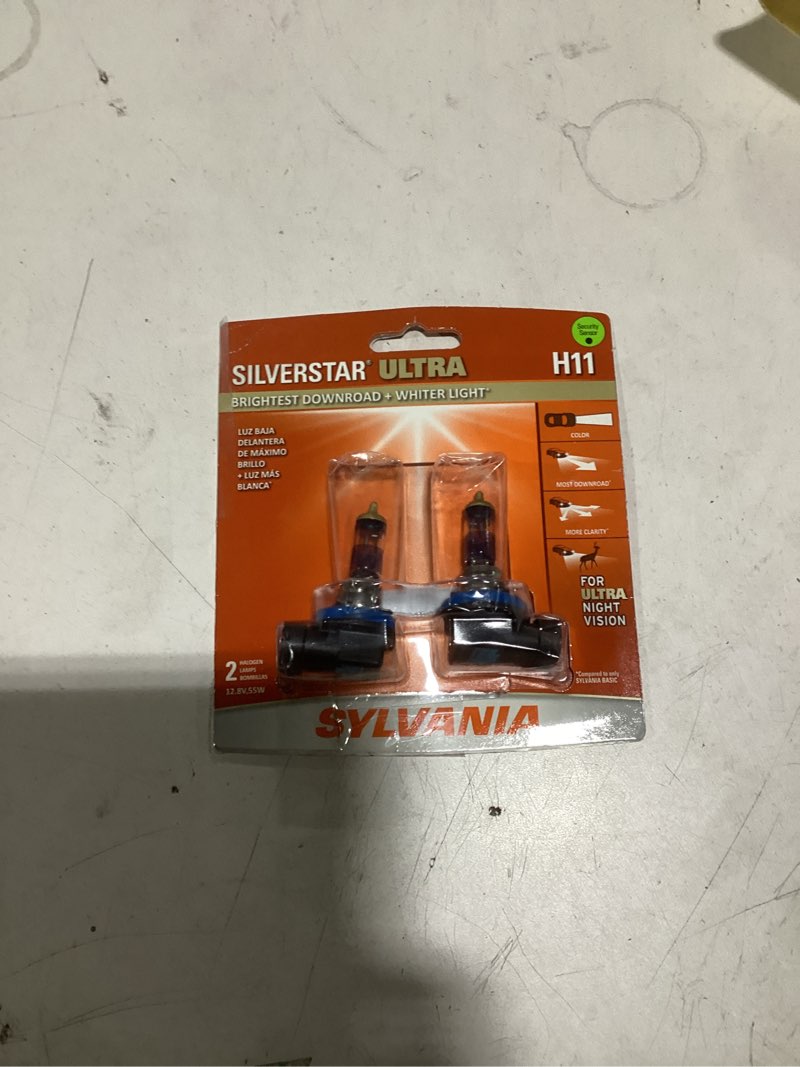 Security
Sensor
SILVERSTAR® ULTRA
H11
BRIGHTEST DOWNROAD + WHITER LIGHT*
LUZ BAJA
DELANTERA
DE MÁXIMO
BRILLO
+ LUZ MÁS
BLANCA*
COLOR
MOST DOWNROAD*
MORE CLARITY*
FOR
ULTRA
NIGHT
VISION
2 HALOGEN
LAMPS
BOMBILLAS
12.8V,55W
*Compared to only
SYLVANIA BASIC
SYLVANIA